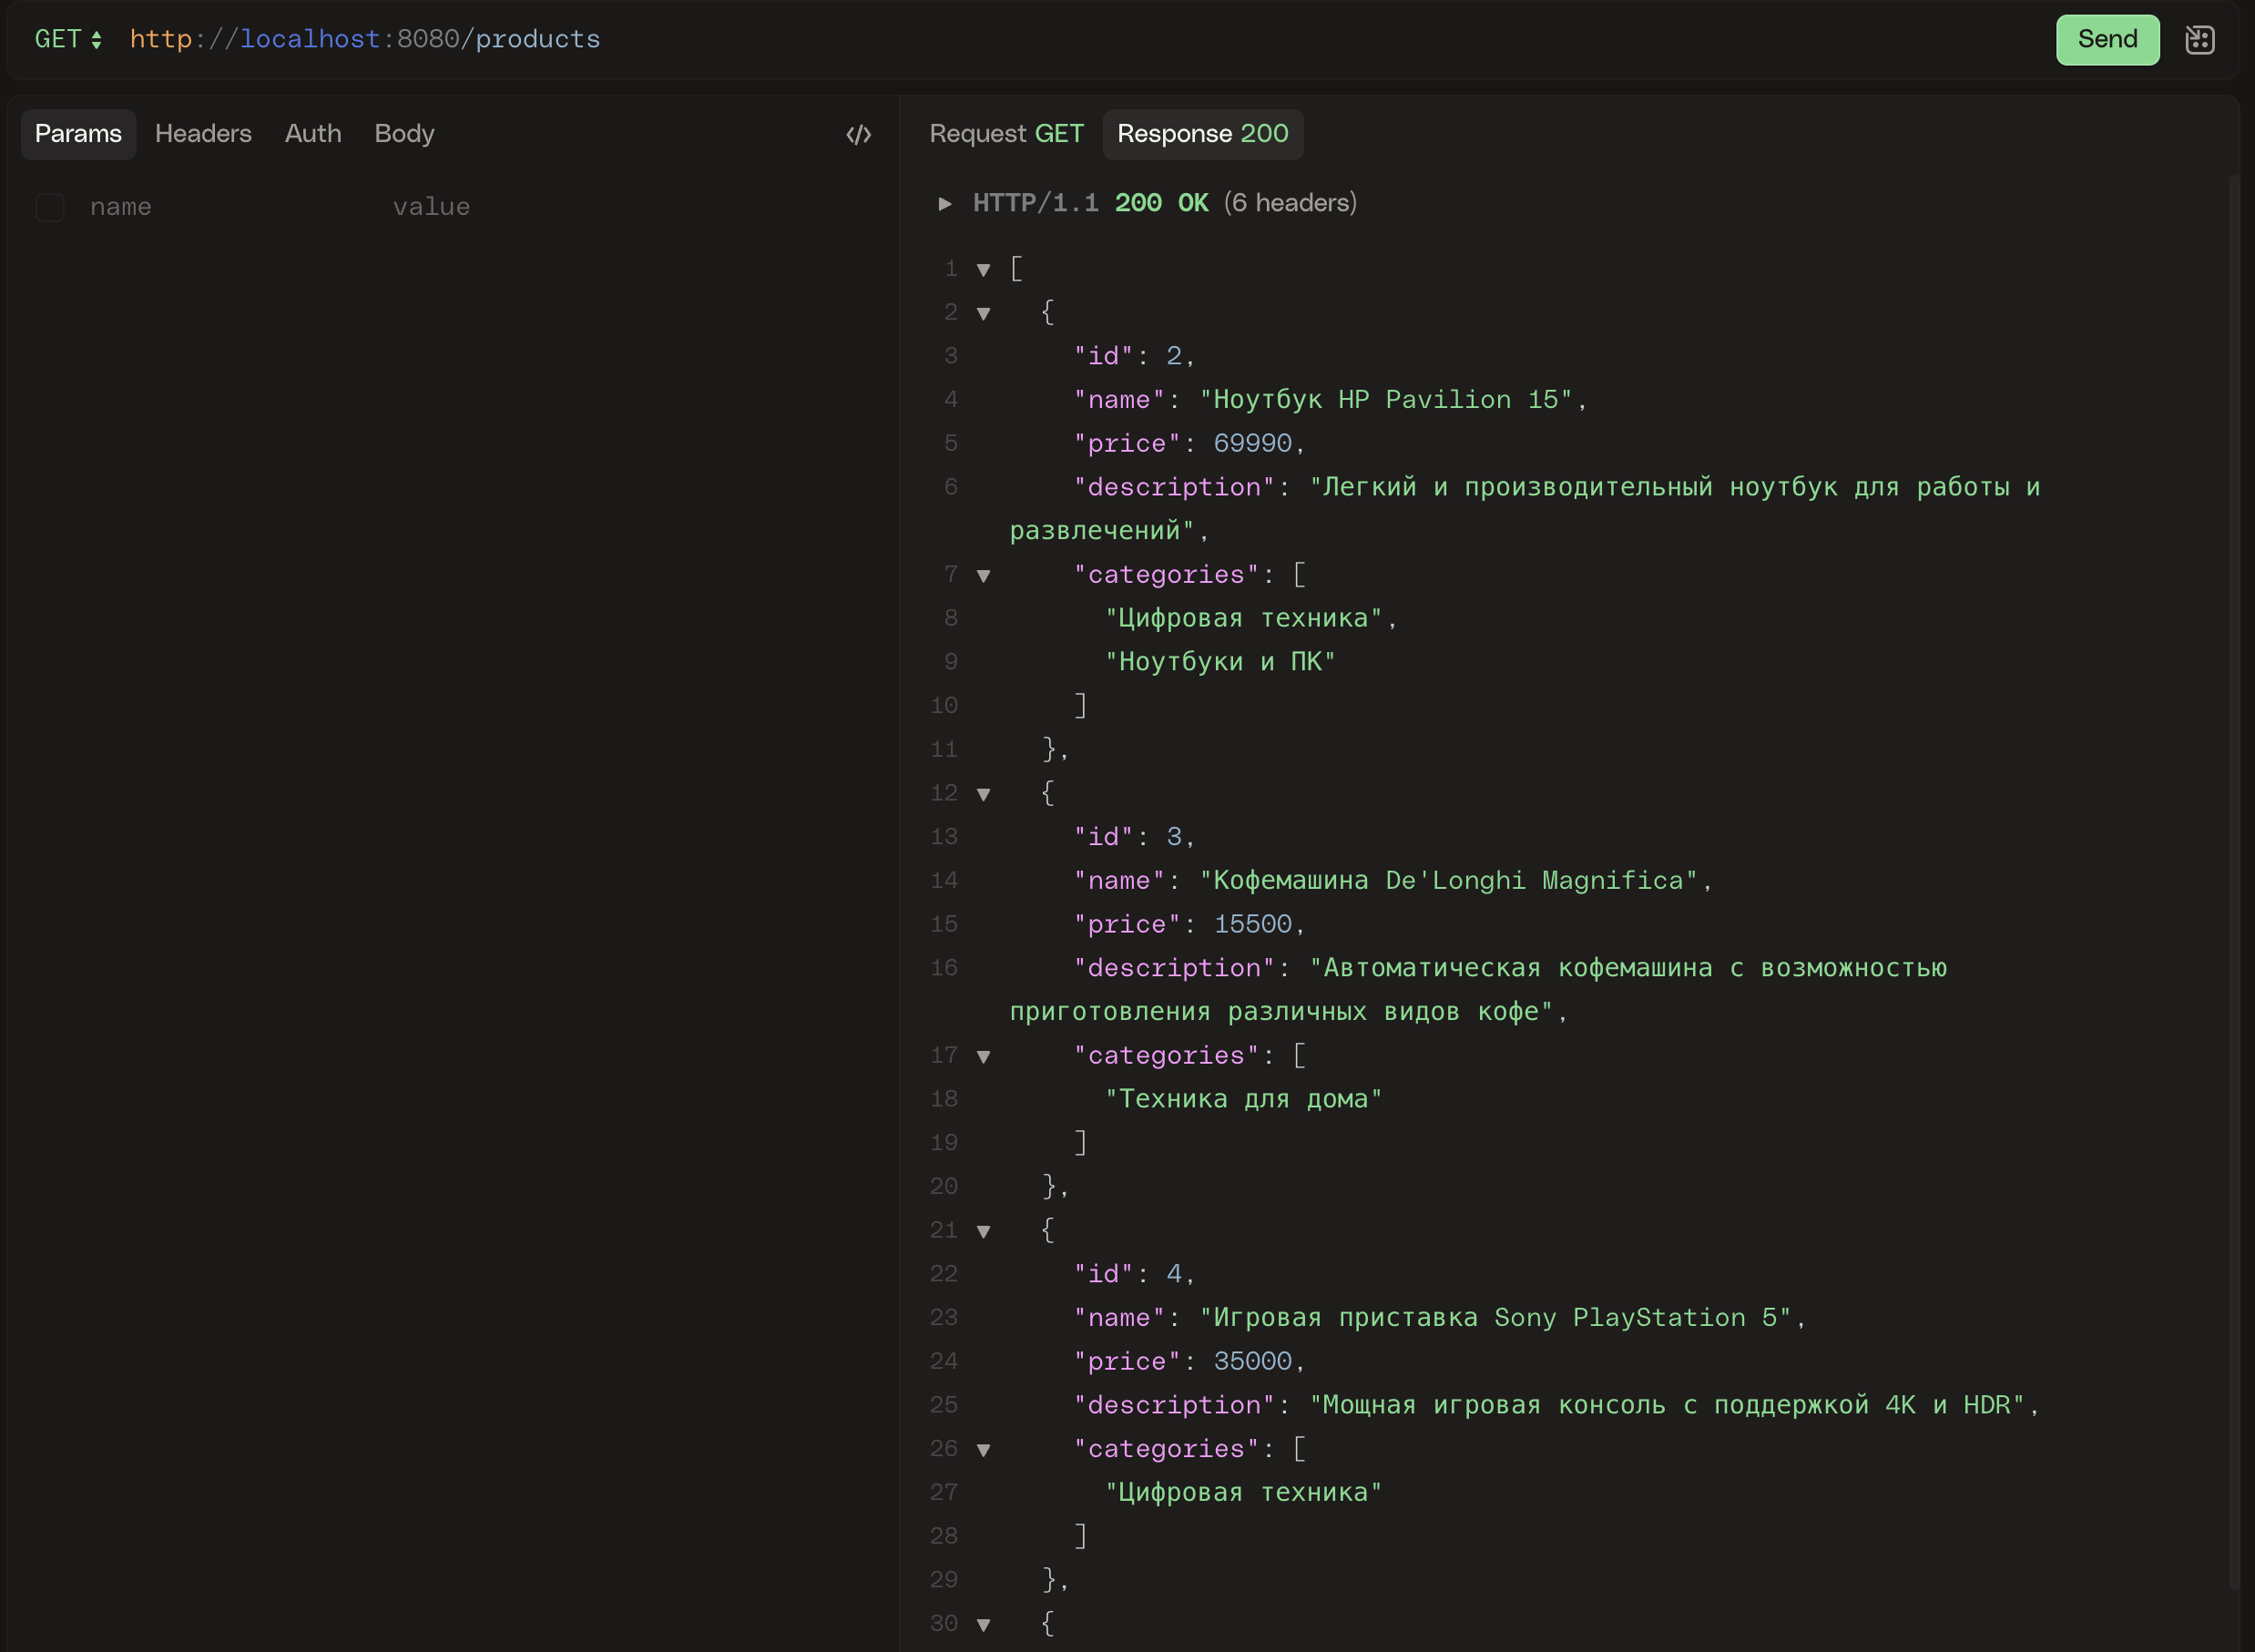 GET http://localhost:8080/products Send
Params Headers Auth Body </>
name value
Request GET Response 200
HTTP/1.1 200 OK (6 headers)
1 [
2 {
3 "id": 2,
4 "name": "Ноутбук HP Pavilion 15",
5 "price": 69990,
6 "description": "Легкий и производительный ноутбук для работы и
развлечений",
7 "categories": [
8 "Цифровая техника",
9 "Ноутбуки и ПК"
10 ]
11 },
12 {
13 "id": 3,
14 "name": "Кофемашина De'Longhi Magnifica",
15 "price": 15500,
16 "description": "Автоматическая кофемашина с возможностью
приготовления различных видов кофе",
17 "categories": [
18 "Техника для дома"
19 ]
20 },
21 {
22 "id": 4,
23 "name": "Игровая приставка Sony PlayStation 5",
24 "price": 35000,
25 "description": "Мощная игровая консоль с поддержкой 4K и HDR",
26 "categories": [
27 "Цифровая техника"
28 ]
29 },
30 {